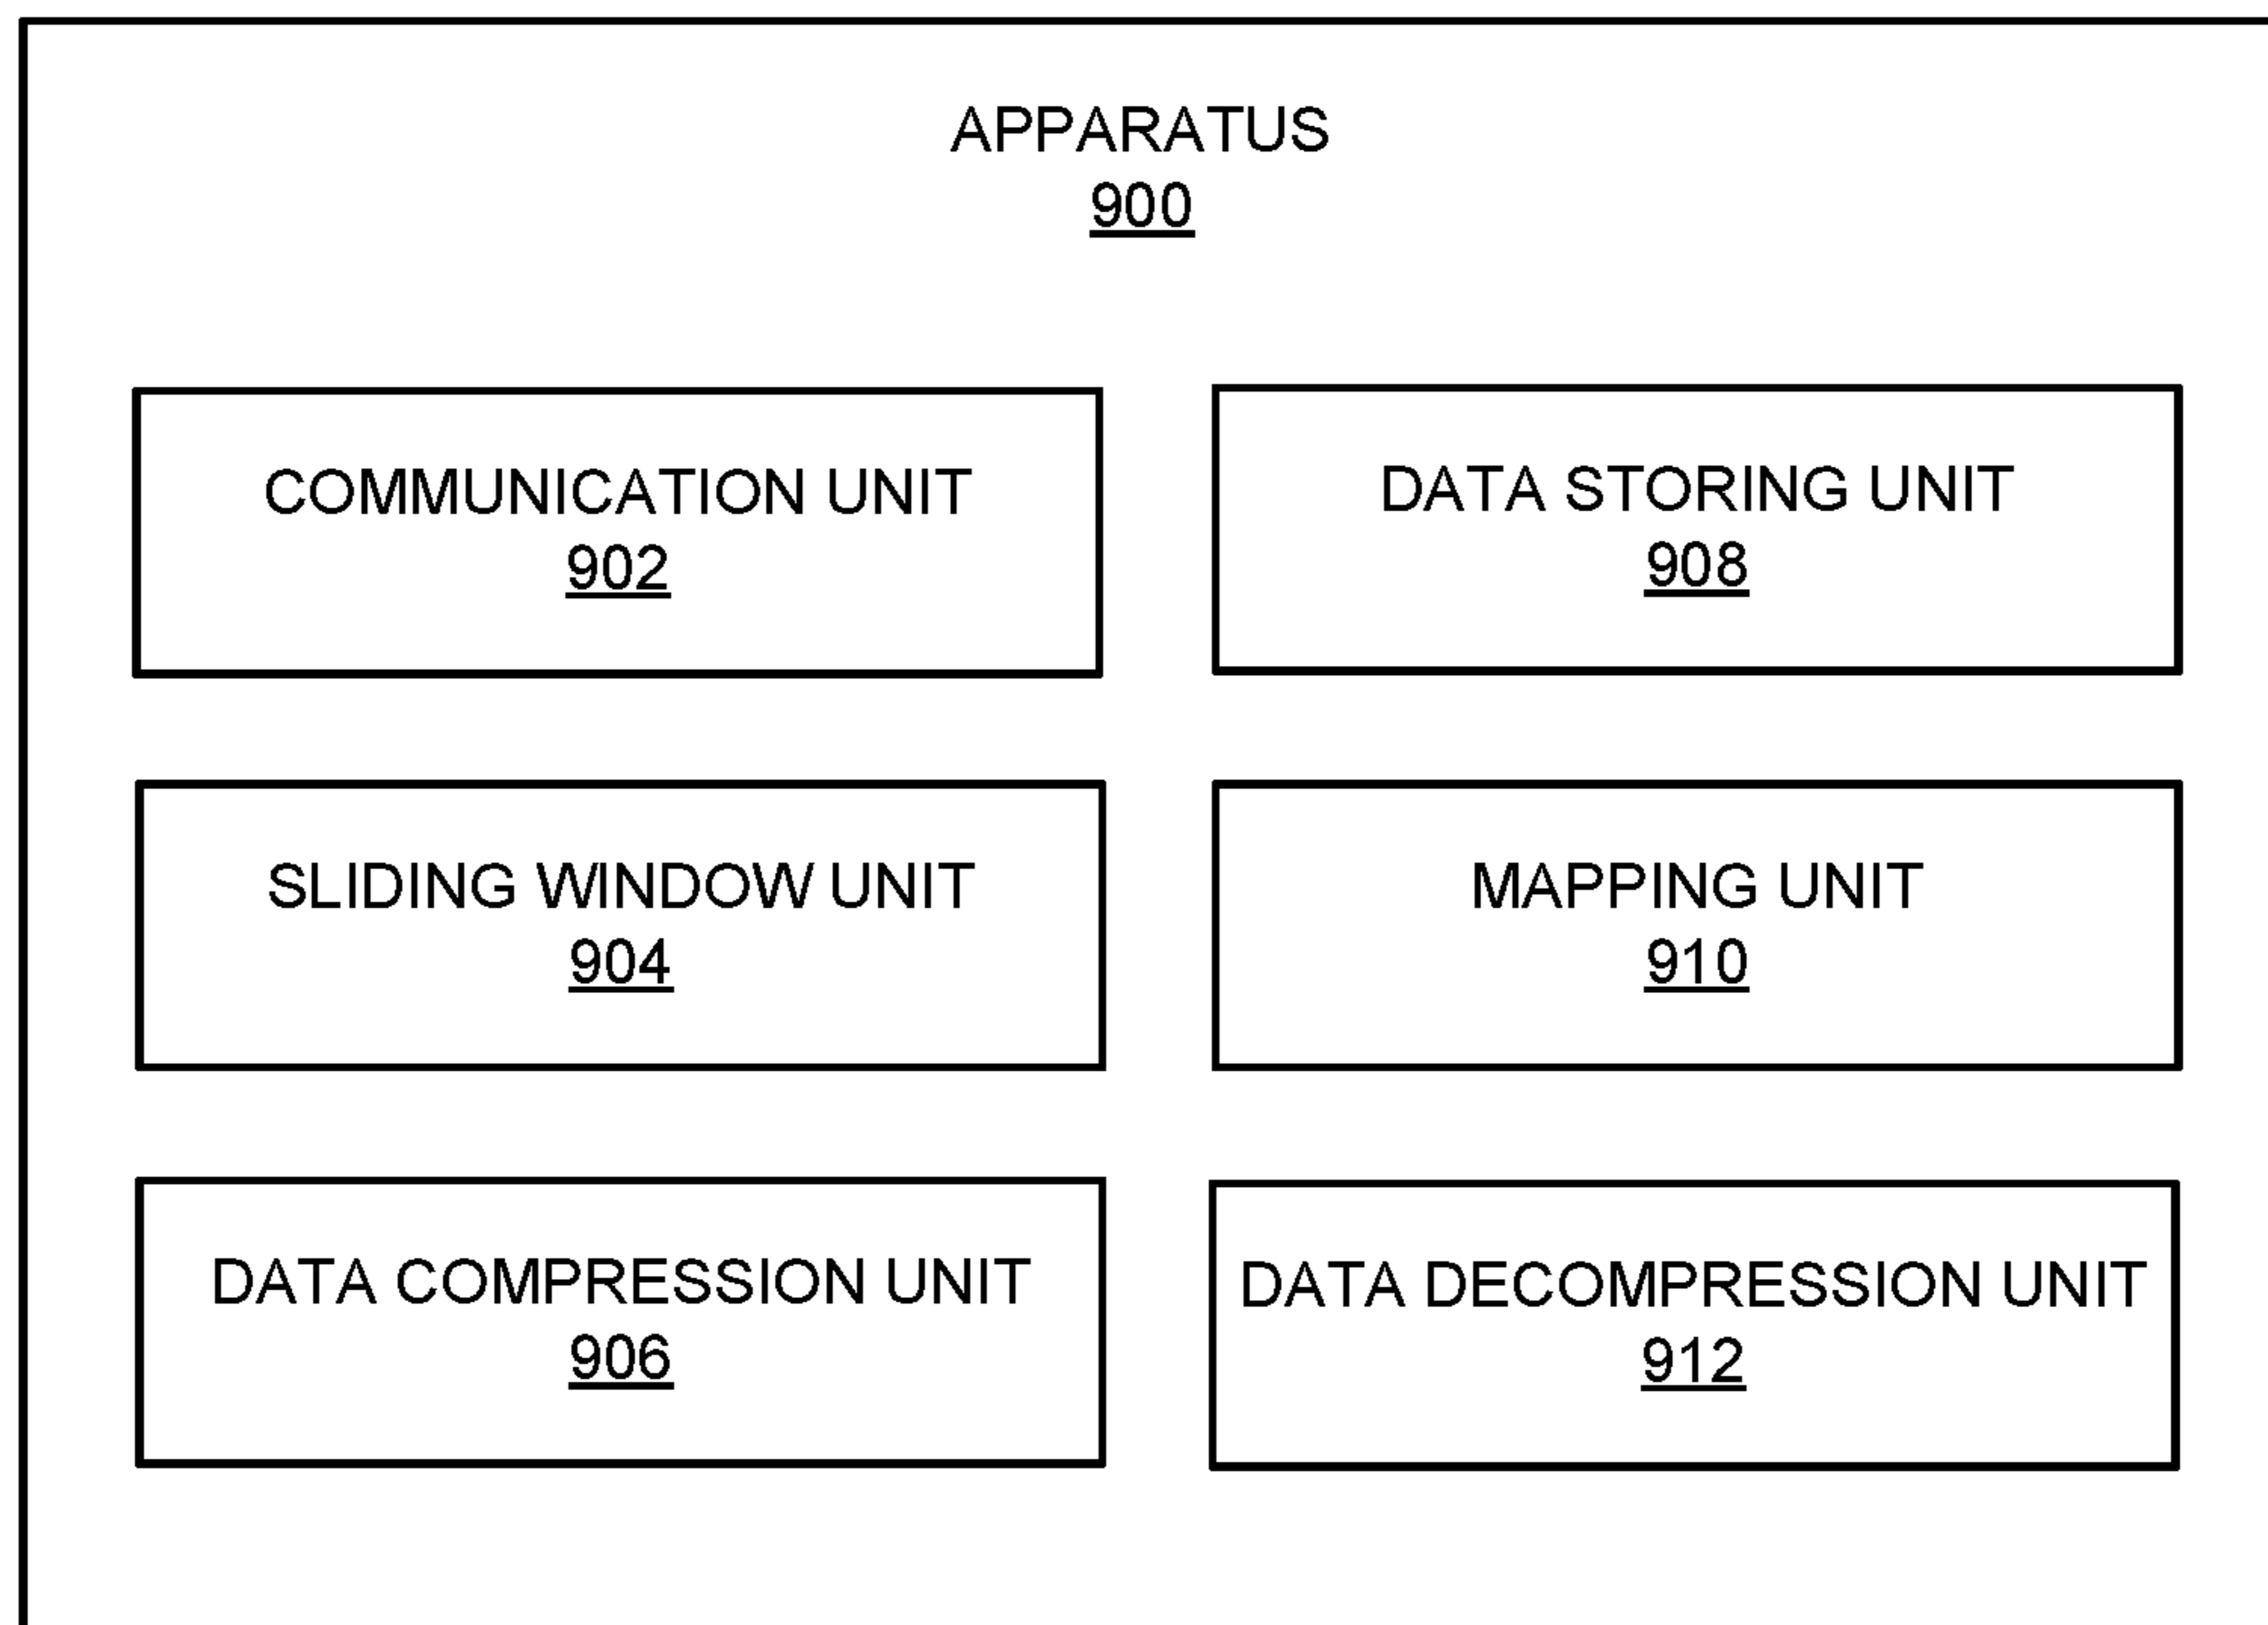 APPARATUS
900
COMMUNICATION UNIT
902
DATA STORING UNIT
908
SLIDING WINDOW UNIT
904
MAPPING UNIT
910
DATA COMPRESSION UNIT
906
DATA DECOMPRESSION UNIT
912